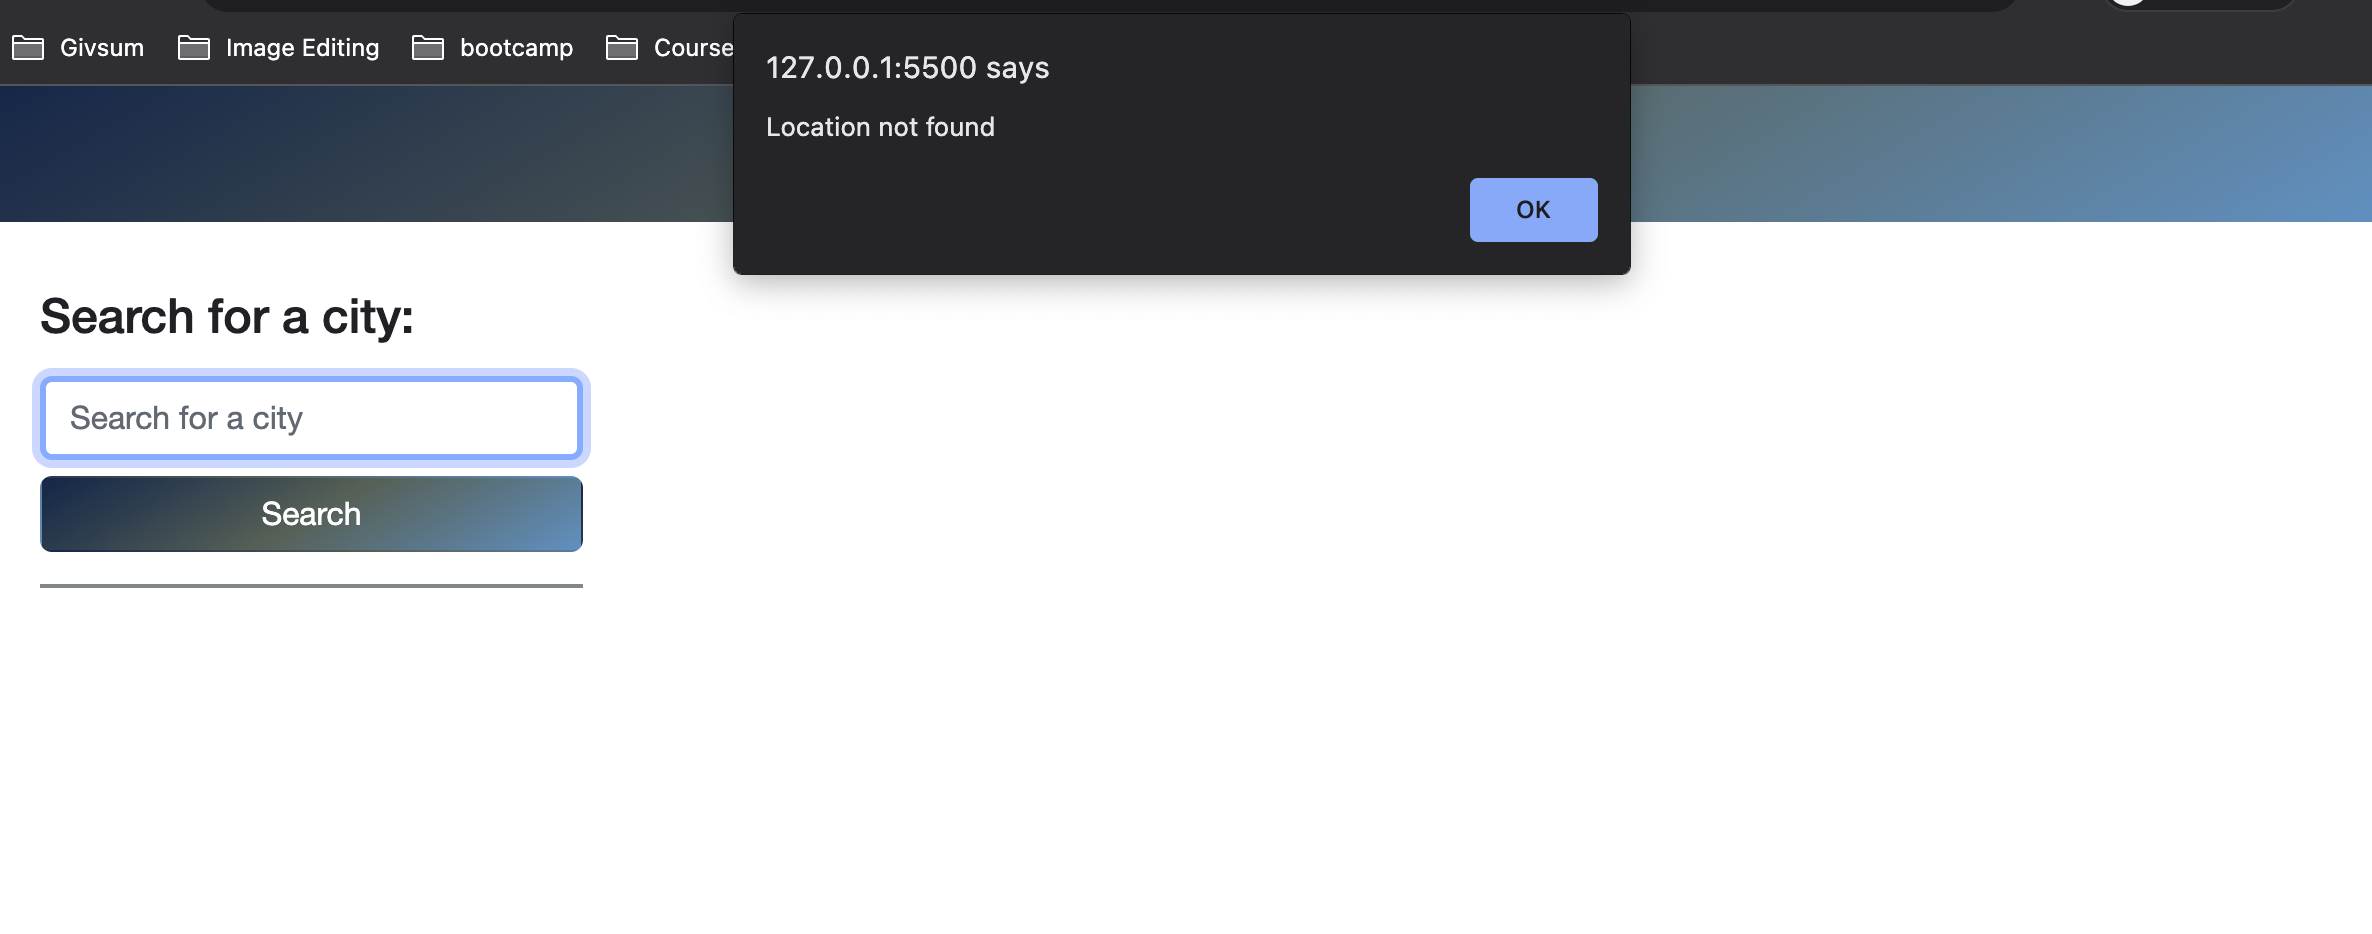 Givsum Image Editing bootcamp Course
127.0.0.1:5500 says
Location not found
OK
Search for a city:
Search for a city
Search